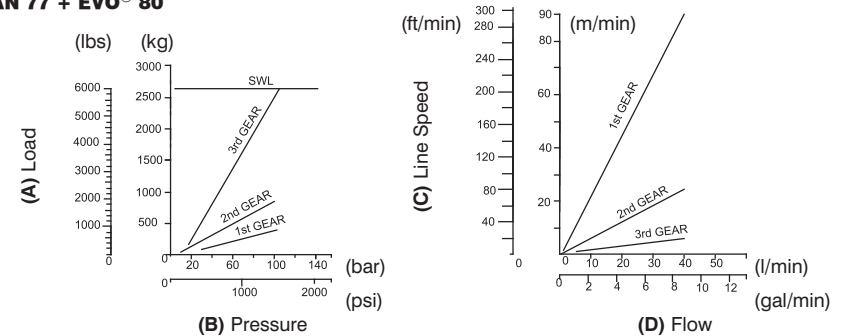 AN 77 + EVO® 80
(lbs)
(kg)
6000
5000
4000
3000
2000
1000
0
3000
2500
2000
1500
1000
500
0
SWL
3rd GEAR
2nd GEAR
1st GEAR
20 60 100 140
(bar)
0
1000 2000
(psi)
(A) Load
(B) Pressure
(ft/min)
(m/min)
300
280
240
200
160
120
80
40
0
90
80
60
40
20
1st GEAR
2nd GEAR
3rd GEAR
0 10 20 30 40 50
(l/min)
0 2 4 6 8 10 12
(gal/min)
(C) Line Speed
(D) Flow